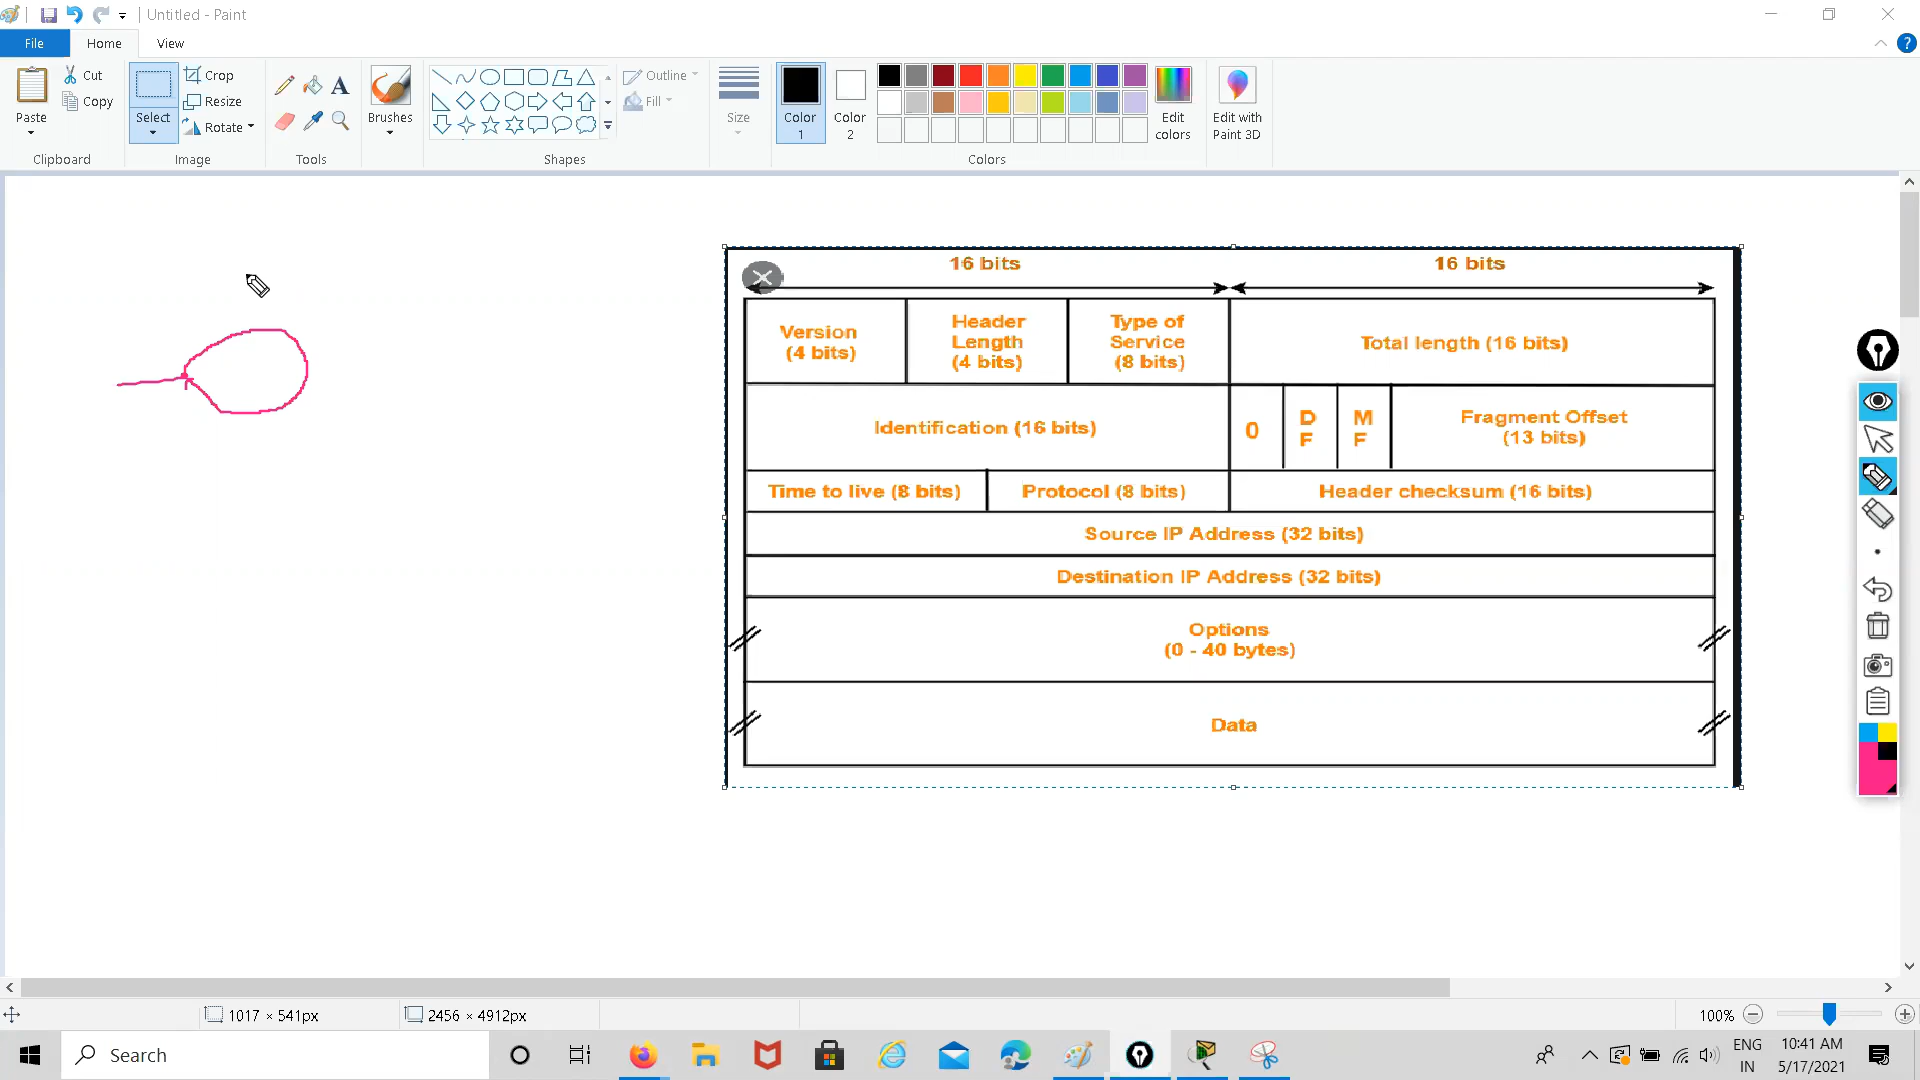 Untitled - Paint
File Home View
Paste
Cut
Copy
Clipboard
Select
Crop
Resize
Rotate
Image
A
Tools
Brushes
Shapes
Outline
Fill
Size
Color 1
Color 2
Colors
Edit colors
Edit with Paint 3D
?
16 bits 16 bits
Version (4 bits)
Header Length (4 bits)
Type of Service (8 bits)
Total length (16 bits)
Identification (16 bits)
0
D F
M F
Fragment Offset (13 bits)
Time to live (8 bits) Protocol (8 bits) Header checksum (16 bits)
Source IP Address (32 bits)
Destination IP Address (32 bits)
Options
(0 - 40 bytes)
Data
1017 × 541px 2456 × 4912px 100%
Search
ENG
IN
10:41 AM
5/17/2021